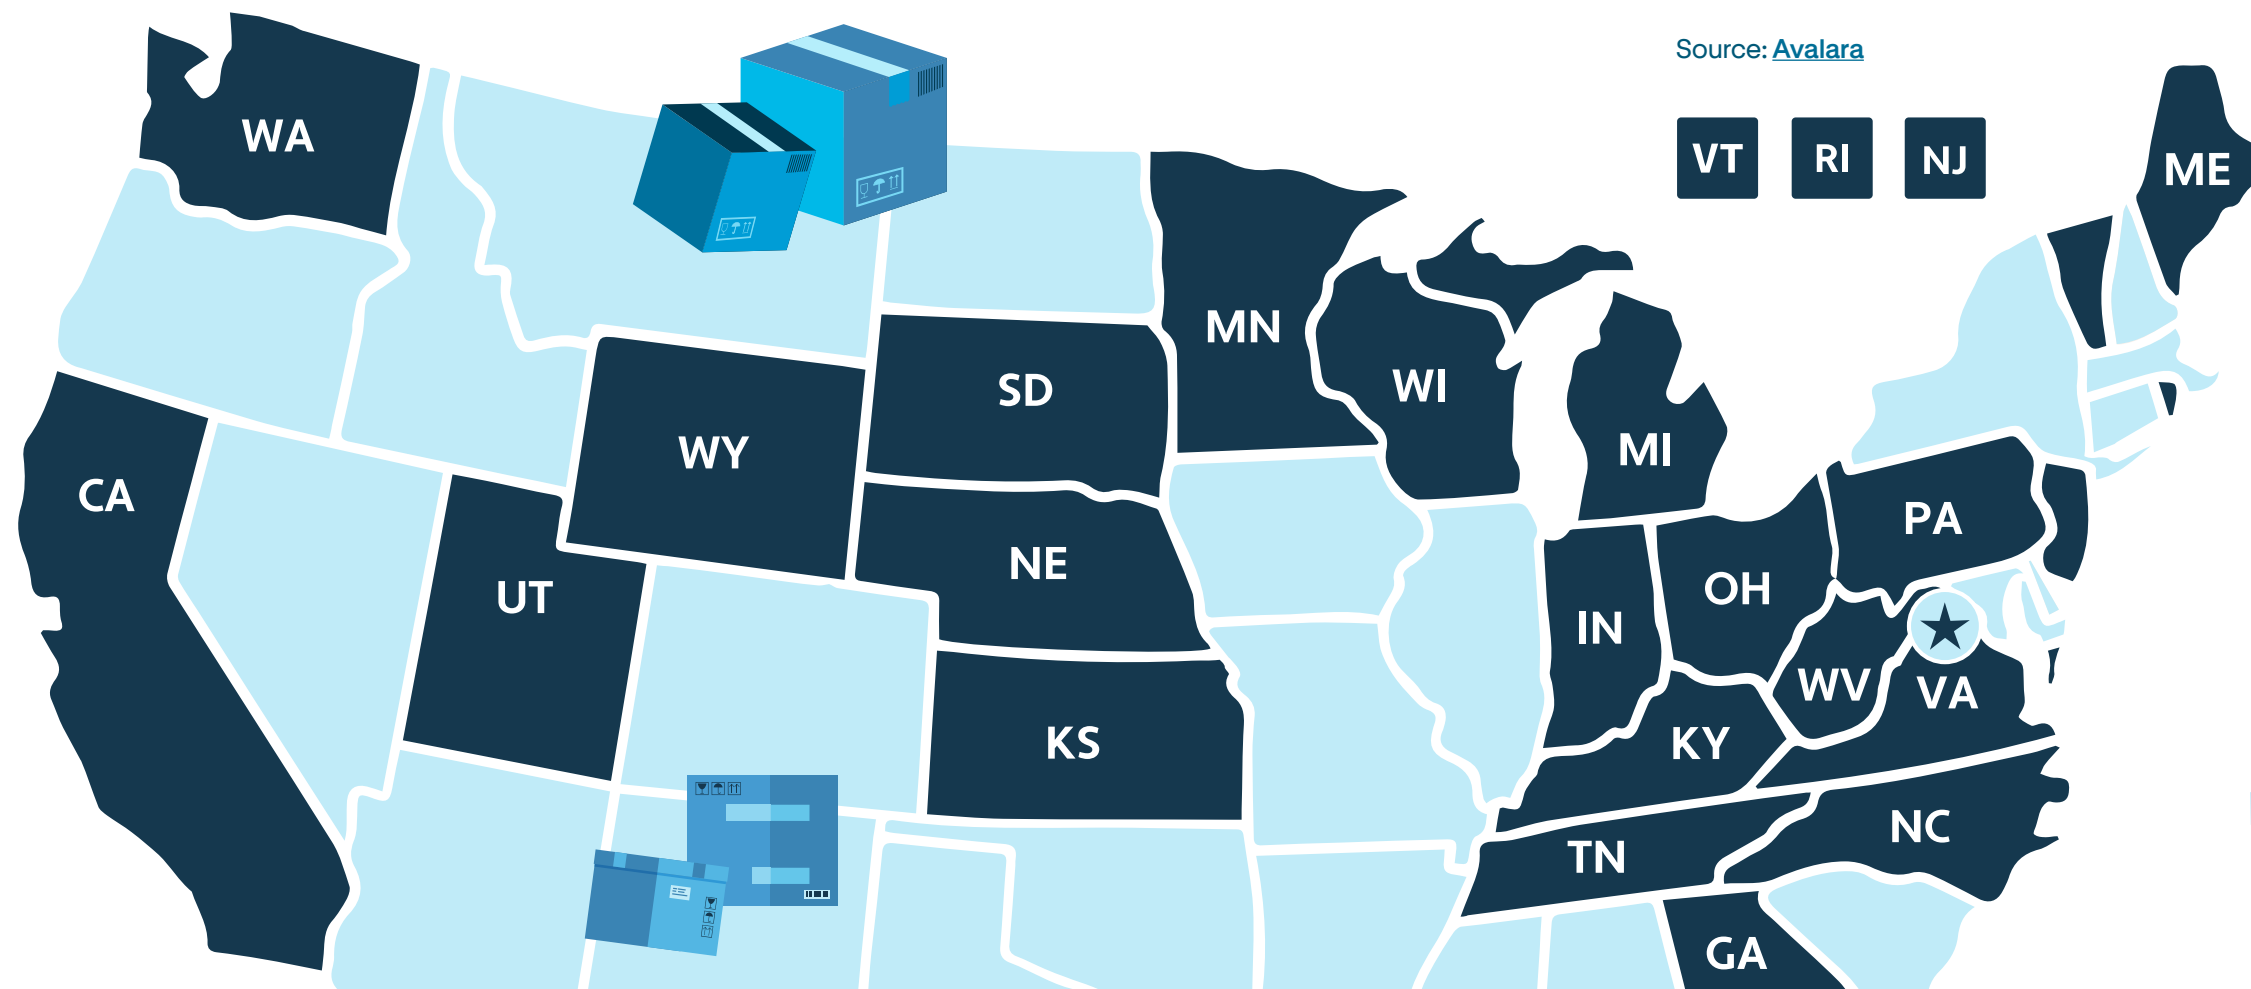 Source: Avalara
WA
VT
RI
NJ
ME
MN
SD
WI
WY
MI
CA
PA
NE
OH
UT
IN
WV
VA
KS
KY
NC
TN
GA